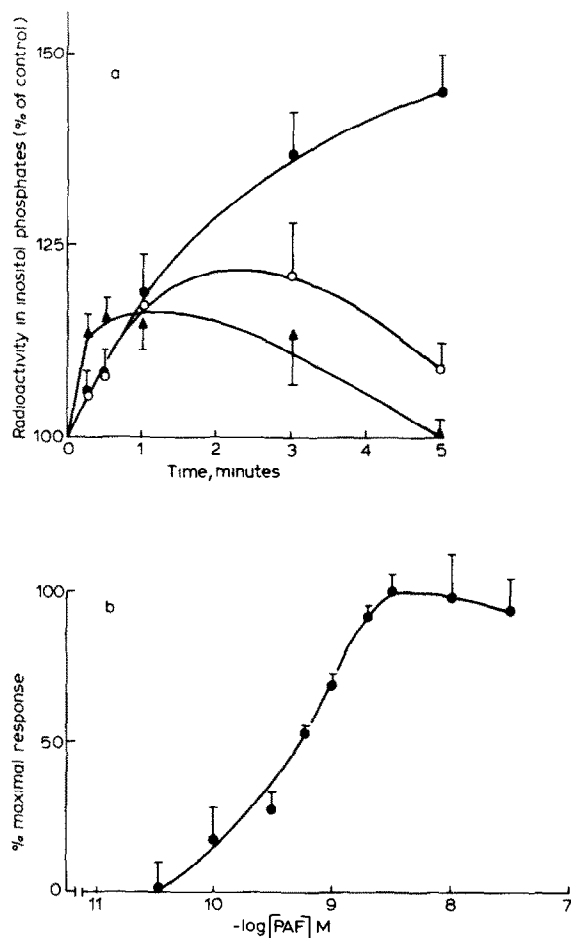 Radioactivity in inositol phosphates (% of control)
150
125
100
a
0
1
2
3
4
5
Time, minutes
% maximal response
100
50
0
b
11
10
9
8
7
-log[PAF] M